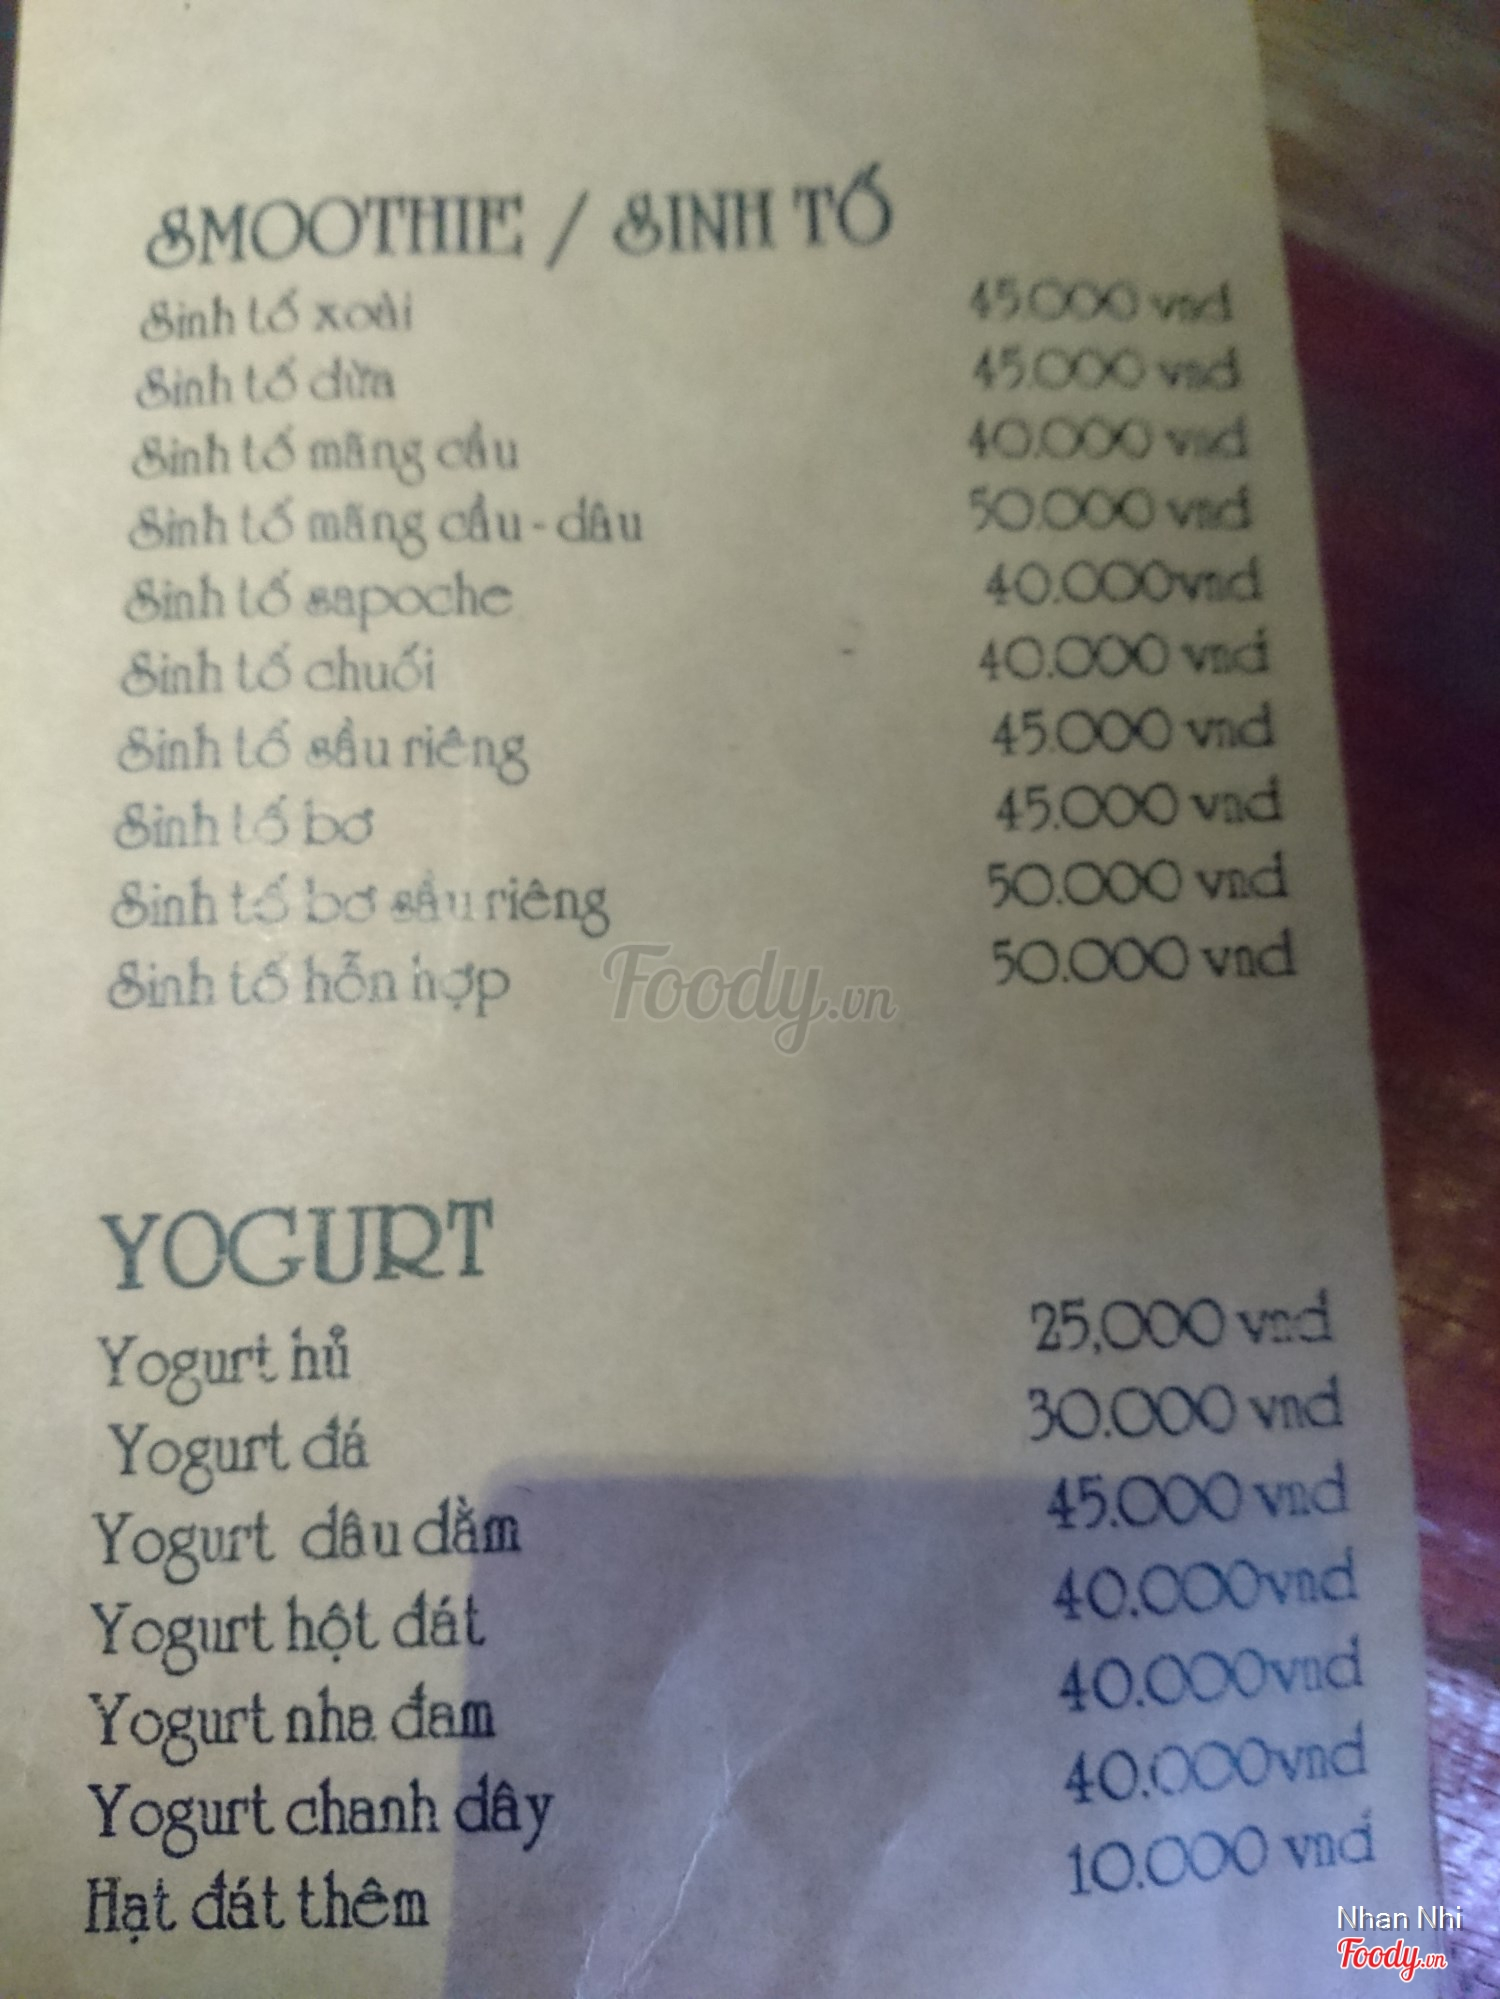 SMOOTHIE / SINH TỐ
Sinh tố xoài 45.000 vnd
Sinh tố dừa 45.000 vnd
Sinh tố mãng cầu 40.000 vnd
Sinh tố mãng cầu - dâu 50.000 vnd
Sinh tố sapoche 40.000vnd
Sinh tố chuối 40.000 vnd
Sinh tố sầu riêng 45.000 vnd
Sinh tố bơ 45.000 vnd
Sinh tố bơ sầu riêng 50.000 vnd
Sinh tố hỗn hợp 50.000 vnd
Foody.vn
YOGURT
Yogurt hủ 25,000 vnd
Yogurt đá 30.000 vnd
Yogurt dâu dằm 45.000 vnd
Yogurt hột đát 40.000vnd
Yogurt nha đam 40.000vnd
Yogurt chanh dây 40.000vnd
Hạt đát thêm 10.000 vnd
Nhan Nhi
Foody.vn